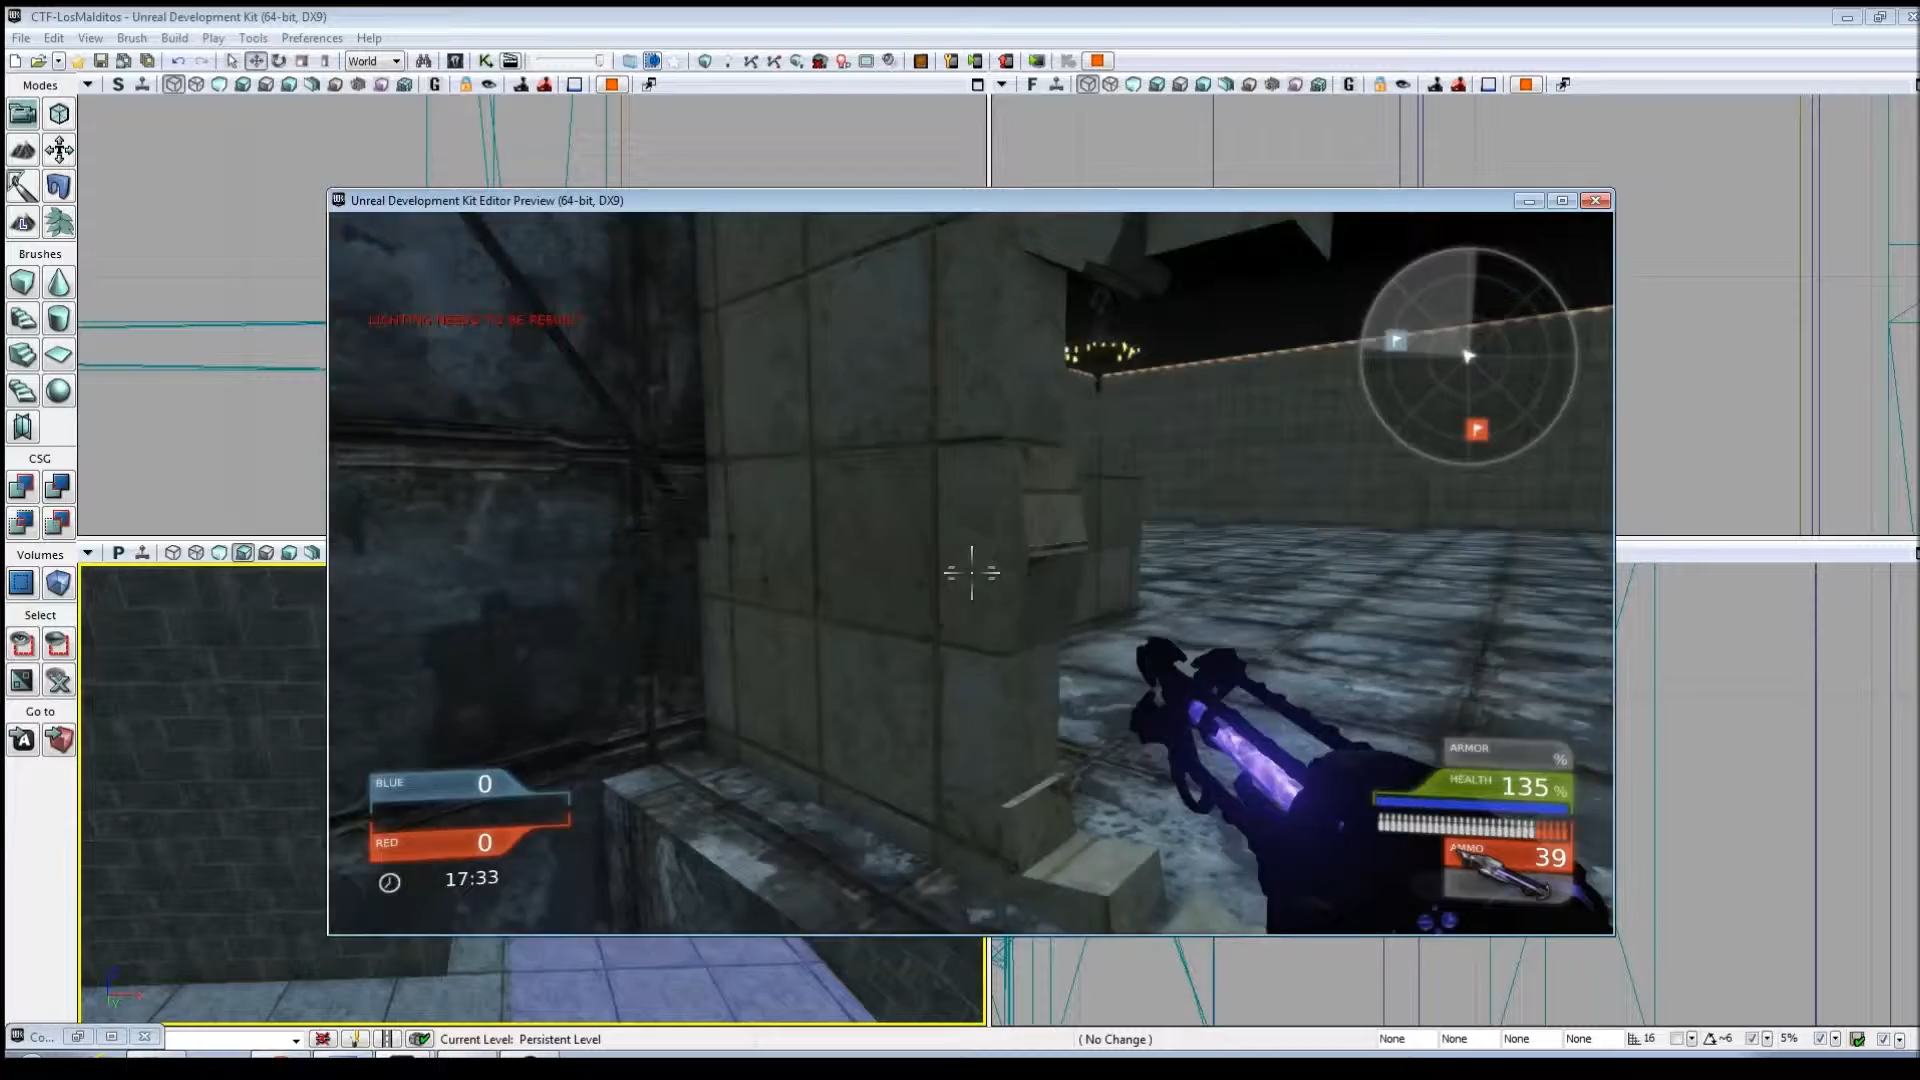 CTF-LosMalditos - Unreal Development Kit (64-bit, DX9)
File Edit View Brush Build Play Tools Preferences Help
World
Modes
S
G
F
G
Unreal Development Kit Editor Preview (64-bit, DX9)
Brushes
LIGHTING NEEDS TO BE REBUILT
CSG
Volumes
P
Select
Go to
ARMOR %
HEALTH 135 %
BLUE 0
RED 0
AMMO 39
17:33
Co...
Current Level: Persistent Level
( No Change )
None None None None
16
~6
5%